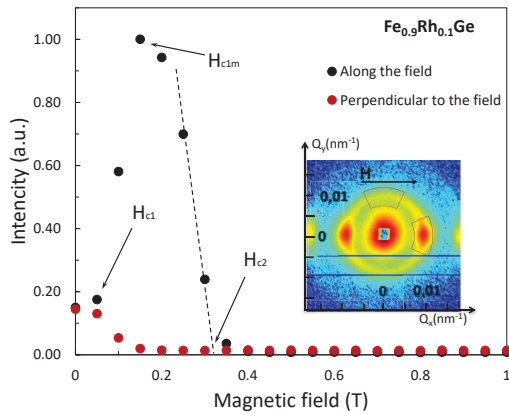 Fe0.9Rh0.1Ge
Along the field
Perpendicular to the field
Hc1m
Hc1
Hc2
Intencity (a.u.)
1.00
0.80
0.60
0.40
0.20
0.00
0
0.2
0.4
0.6
0.8
1
Magnetic field (T)
Qy(nm⁻¹)
H
0,01
0
0
0,01
Qx(nm⁻¹)